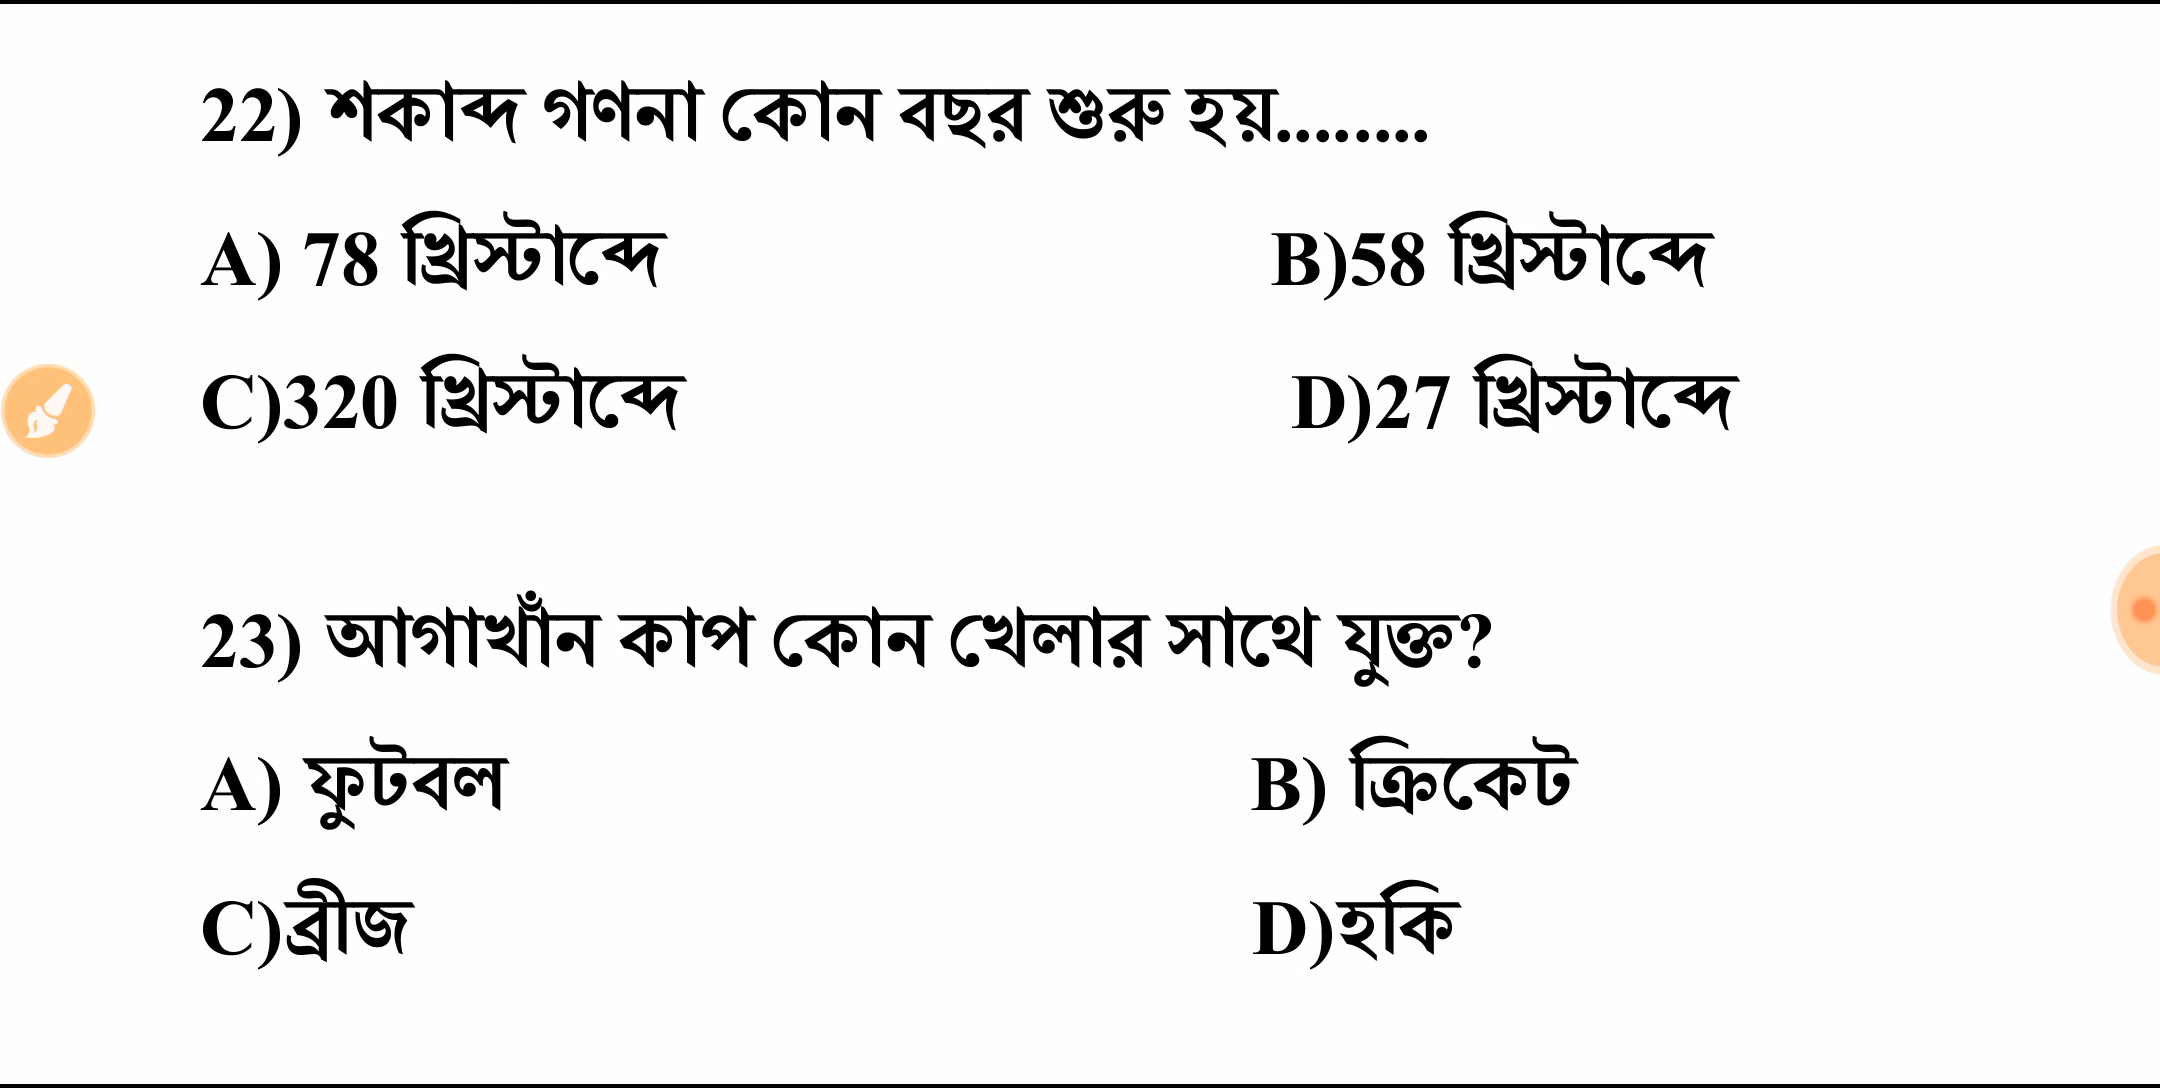 22) শকাব্দ গণনা কোন বছর শুরু হয়........
A) 78 খ্রিস্টাব্দে B)58 খ্রিস্টাব্দে
C)320 খ্রিস্টাব্দে D)27 খ্রিস্টাব্দে
23) আগাখাঁন কাপ কোন খেলার সাথে যুক্ত?
A) ফুটবল B) ক্রিকেট
C)ব্রীজ D)হকি